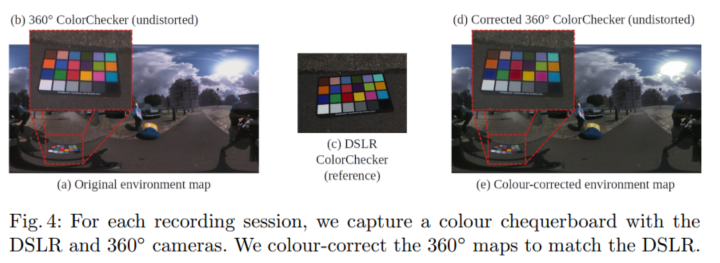 (b) 360° ColorChecker (undistorted)
(d) Corrected 360° ColorChecker (undistorted)
(c) DSLR
ColorChecker
(reference)
(a) Original environment map
(e) Colour-corrected environment map
Fig. 4: For each recording session, we capture a colour chequerboard with the
DSLR and 360° cameras. We colour-correct the 360° maps to match the DSLR.